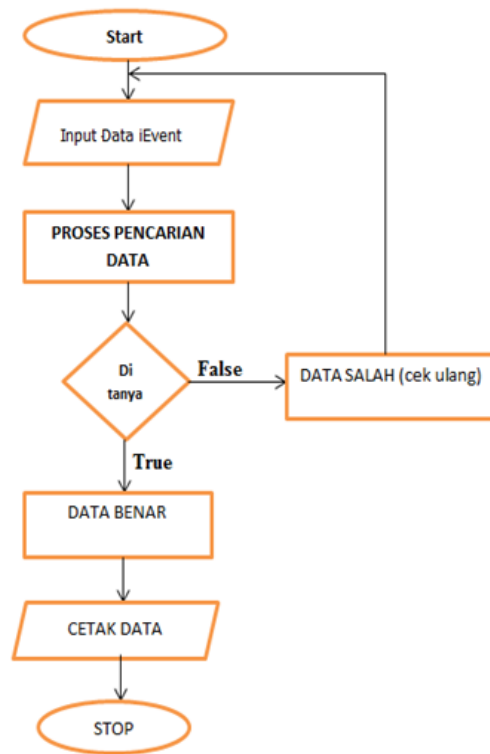 Start
Input Data iEvent
PROSES PENCARIAN
DATA
Di
tanya
False
DATA SALAH (cek ulang)
True
DATA BENAR
CETAK DATA
STOP